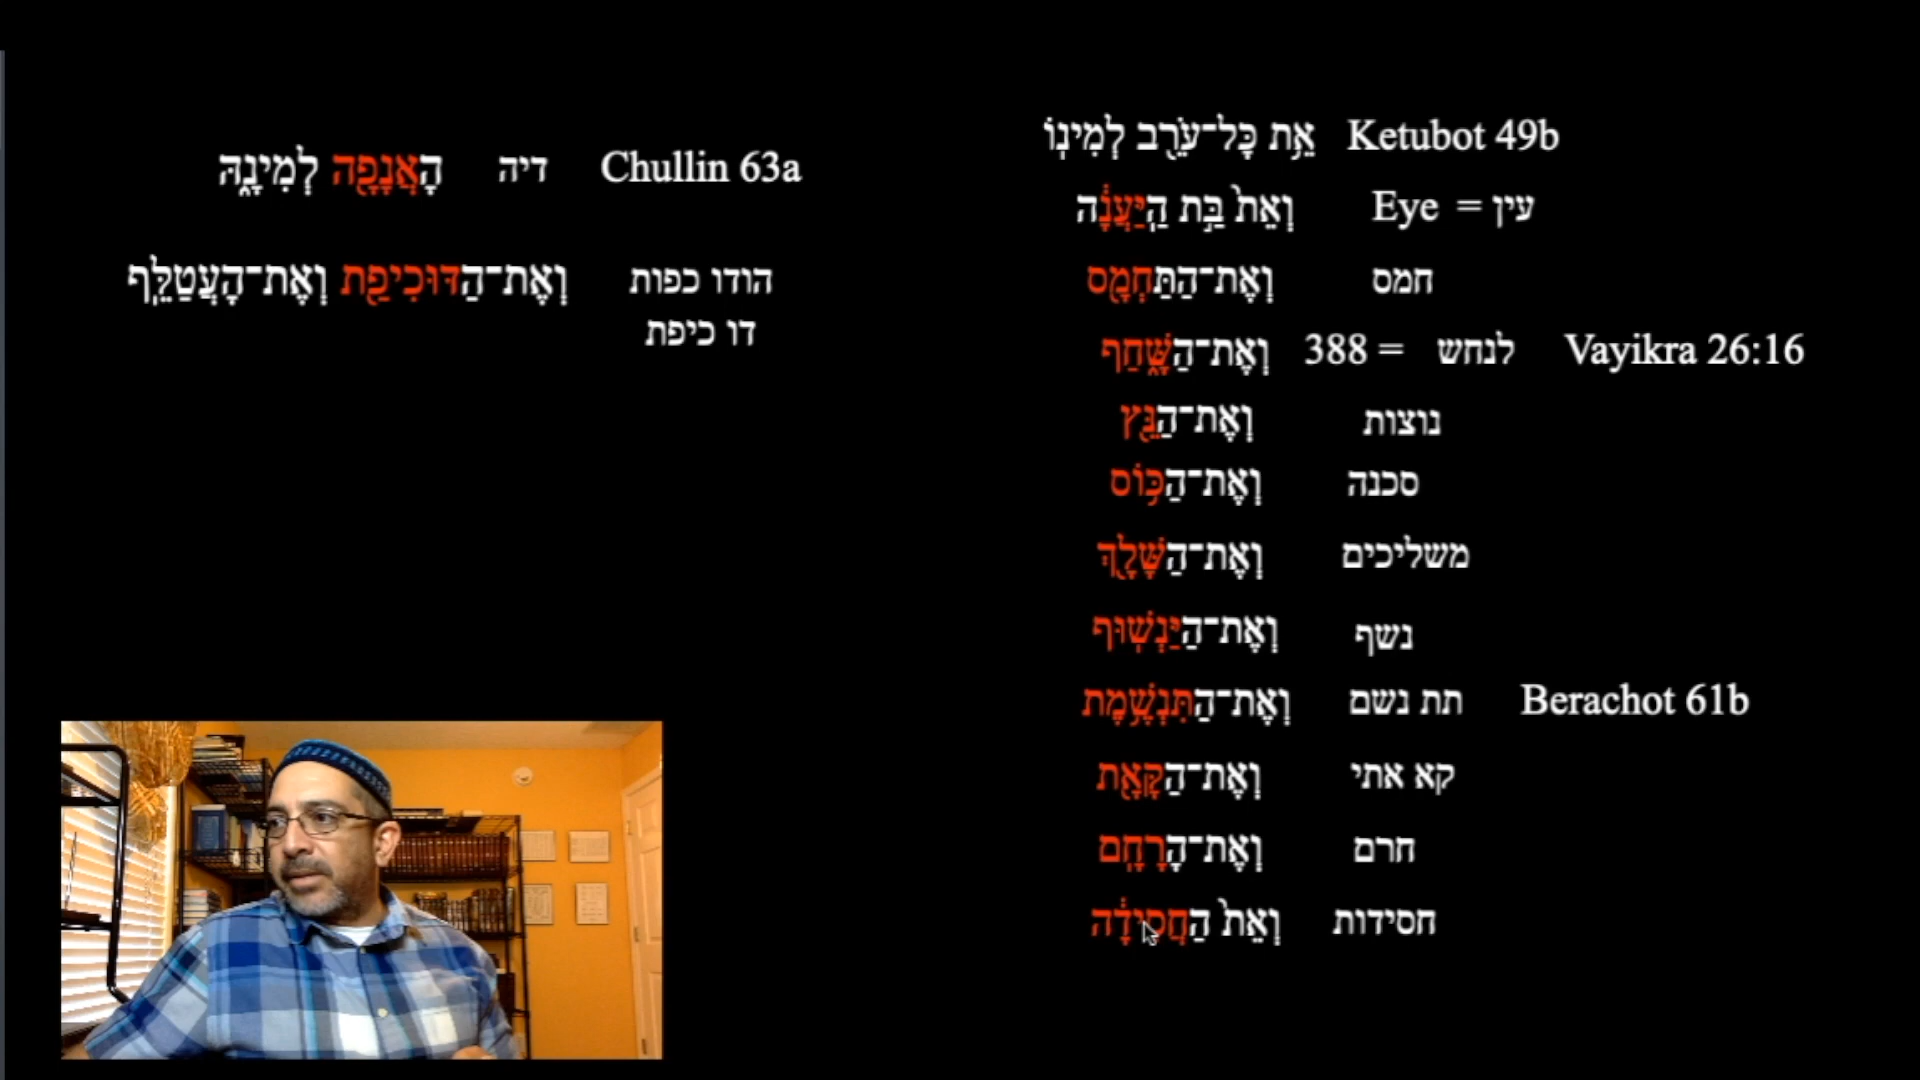 אֵ֥ת כָּל־עֹרֵ֖ב לְמִינֽוֹ Ketubot 49b
וְאֵת֙ בַּ֣ת הַֽיַּעֲנָ֔ה Eye = עין
וְאֶת־הַתַּחְמָ֖ס חמס
וְאֶת־הַשָּׁ֑חַף 388 = לנחש Vayikra 26:16
וְאֶת־הַנֵּ֖ץ נוצות
וְאֶת־הַכּ֥וֹס סכנה
וְאֶת־הַשָּׁלָ֖ךְ משליכים
וְאֶת־הַיַּנְשֽׁוּף נשף
וְאֶת־הַתִּנְשֶׁ֥מֶת תת נשם Berachot 61b
וְאֶת־הַקָּאָ֖ת קא אתי
וְאֶת־הָרָחָֽם חרם
וְאֵת֙ הַחֲסִידָ֔ה חסידות
הָאֲנָפָ֖ה לְמִינָ֑הּ דיה Chullin 63a
וְאֶת־הַדּוּכִיפַ֖ת וְאֶת־הָעֲטַלֵּֽף הודו כפות
דו כיפת